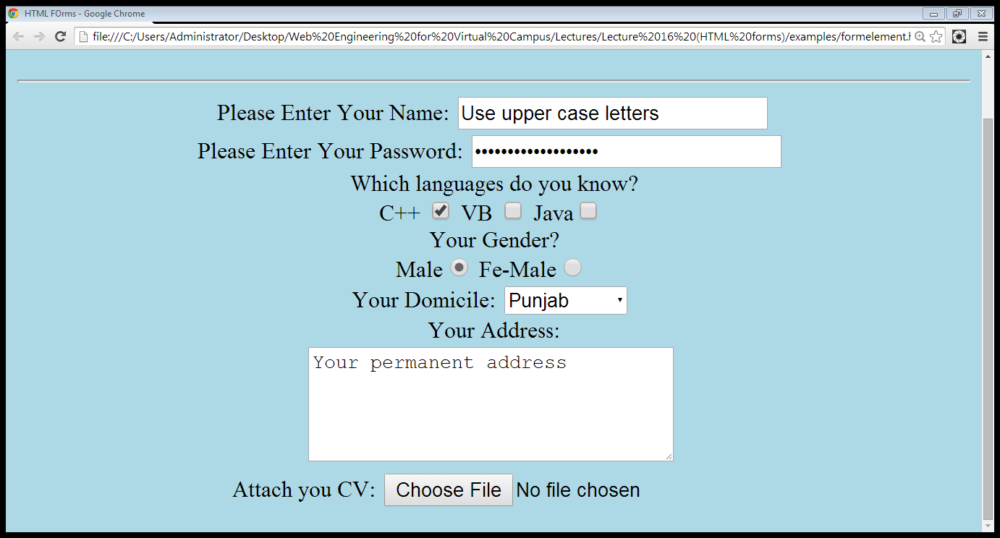 HTML FOrms - Google Chrome
file:///C:/Users/Administrator/Desktop/Web%20Engineering%20for%20Virtual%20Campus/Lectures/Lecture%2016%20(HTML%20forms)/examples/formelement.h
Please Enter Your Name: Use upper case letters
Please Enter Your Password: •••••••••••••••••••
Which languages do you know?
C++ VB Java
Your Gender?
Male Fe-Male
Your Domicile: Punjab
Your Address:
Your permanent address
Attach you CV: Choose File No file chosen